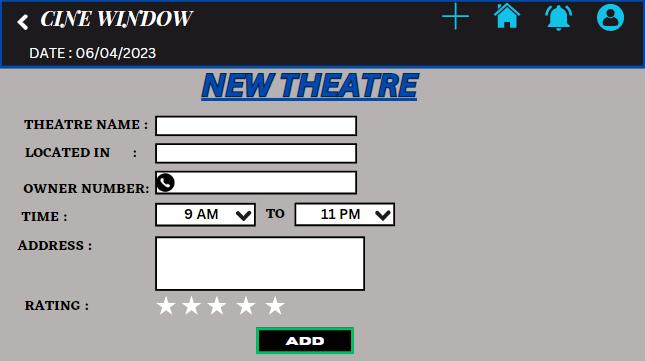 CINE WINDOW
DATE : 06/04/2023
NEW THEATRE
THEATRE NAME :
LOCATED IN :
OWNER NUMBER:
TIME : 9 AM TO 11 PM
ADDRESS :
RATING :
ADD